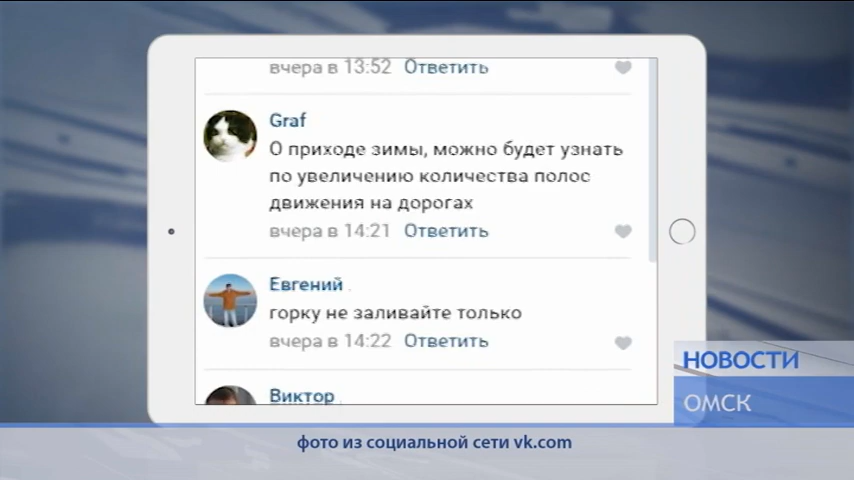 вчера в 13:52 Ответить
Graf
О приходе зимы, можно будет узнать
по увеличению количества полос
движения на дорогах
вчера в 14:21 Ответить
Евгений
горку не заливайте только
вчера в 14:22 Ответить
Виктор
НОВОСТИ
ОМСК
фото из социальной сети vk.com